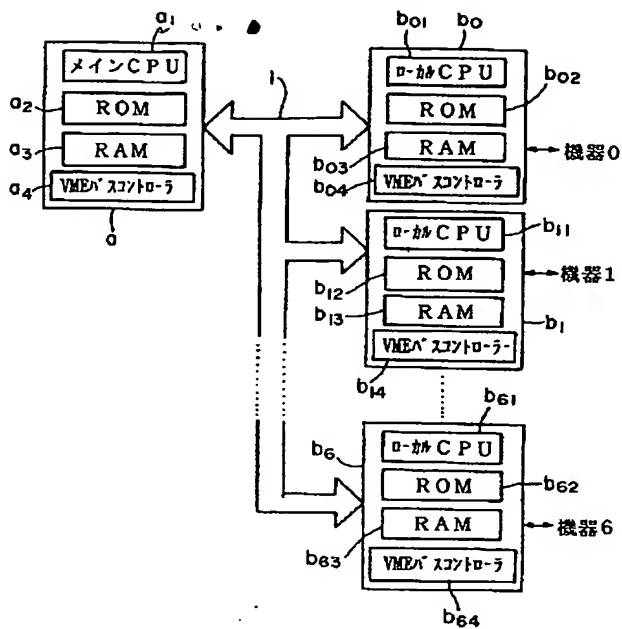 a1
メインCPU
a2
ROM
a3
RAM
a4
VMEバスコントローラ
a
1
b01
b0
ローカルCPU
b02
ROM
b03
RAM
b04
VMEバスコントローラ
機器0
ローカルCPU
b11
b12
ROM
b13
RAM
VMEバスコントローラー
b14
機器1
b1
b61
b6
ローカルCPU
ROM
b62
RAM
b63
VMEバスコントローラ
b64
機器6